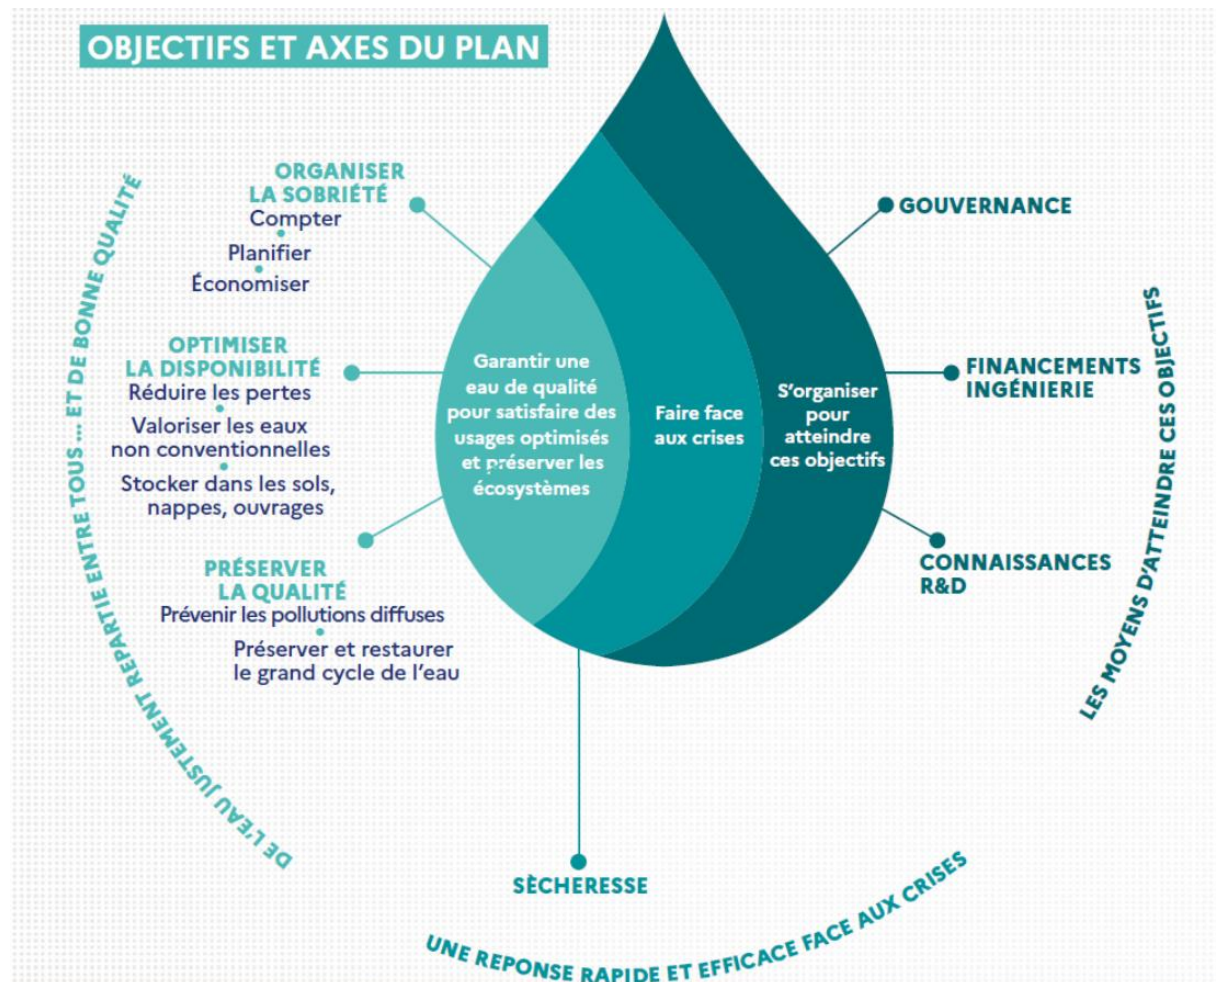 OBJECTIFS ET AXES DU PLAN
DE L'EAU JUSTEMENT REPARTIE ENTRE TOUS ... ET DE BONNE QUALITÉ
ORGANISER
LA SOBRIÉTÉ
Compter
Planifier
Économiser
OPTIMISER
LA DISPONIBILITÉ
Réduire les pertes
Valoriser les eaux
non conventionnelles
Stocker dans les sols,
nappes, ouvrages
PRÉSERVER
LA QUALITÉ
Prévenir les pollutions diffuses
Préserver et restaurer
le grand cycle de l'eau
Garantir une
eau de qualité
pour satisfaire des
usages optimisés
et préserver les
écosystèmes
Faire face
aux crises
S'organiser
pour
atteindre
ces objectifs
GOUVERNANCE
FINANCEMENTS
INGÉNIERIE
CONNAISSANCES
R&D
LES MOYENS D'ATTEINDRE CES OBJECTIFS
SÈCHERESSE
UNE REPONSE RAPIDE ET EFFICACE FACE AUX CRISES